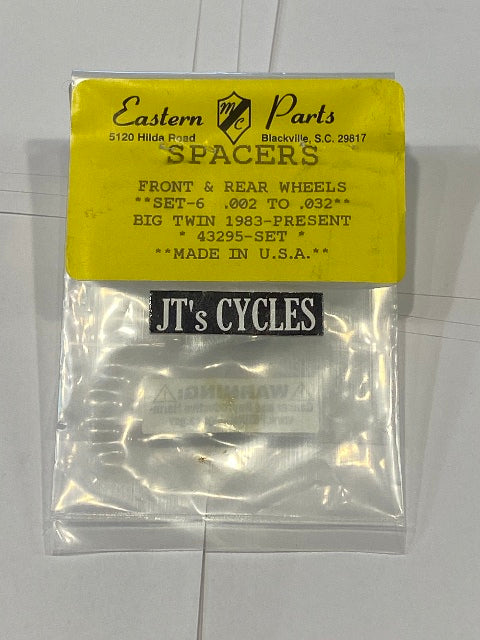 Eastern MC Parts
5120 Hilda Road Blackville, S.C. 29817
SPACERS
FRONT & REAR WHEELS
**SET-6 .002 TO .032**
BIG TWIN 1983-PRESENT
* 43295-SET *
**MADE IN U.S.A.**
JT's CYCLES
WARNING: